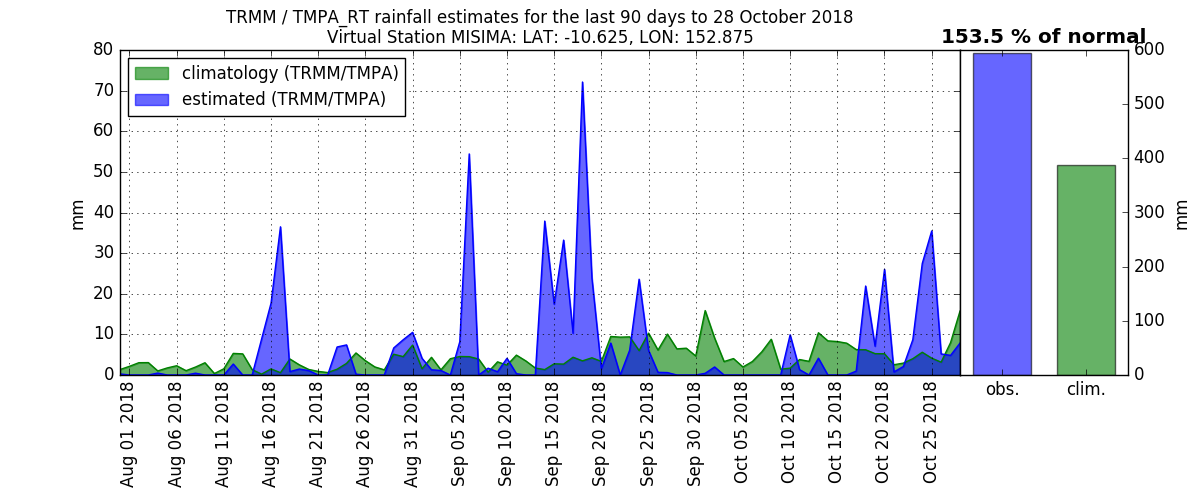 TRMM / TMPA_RT rainfall estimates for the last 90 days to 28 October 2018
Virtual Station MISIMA: LAT: -10.625, LON: 152.875
153.5 % of normal
climatology (TRMM/TMPA)
estimated (TRMM/TMPA)
mm
80
70
60
50
40
30
20
10
0
Aug 01 2018
Aug 06 2018
Aug 11 2018
Aug 16 2018
Aug 21 2018
Aug 26 2018
Aug 31 2018
Sep 05 2018
Sep 10 2018
Sep 15 2018
Sep 20 2018
Sep 25 2018
Sep 30 2018
Oct 05 2018
Oct 10 2018
Oct 15 2018
Oct 20 2018
Oct 25 2018
obs.
clim.
600
500
400
300
200
100
0
mm